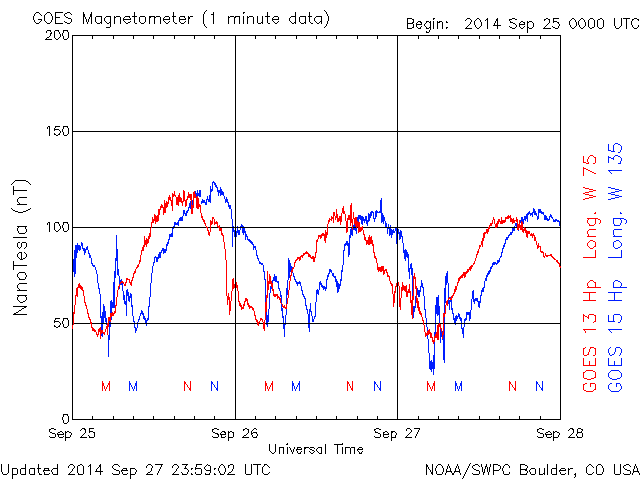 GOES Magnetometer (1 minute data)
Begin: 2014 Sep 25 0000 UTC
200
150
100
50
0
NanoTesla (nT)
M M N N M M N N M M N N
Sep 25 Sep 26 Sep 27 Sep 28
Universal Time
GOES 13 Hp Long. W 75
GOES 15 Hp Long. W 135
Updated 2014 Sep 27 23:59:02 UTC
NOAA/SWPC Boulder, CO USA